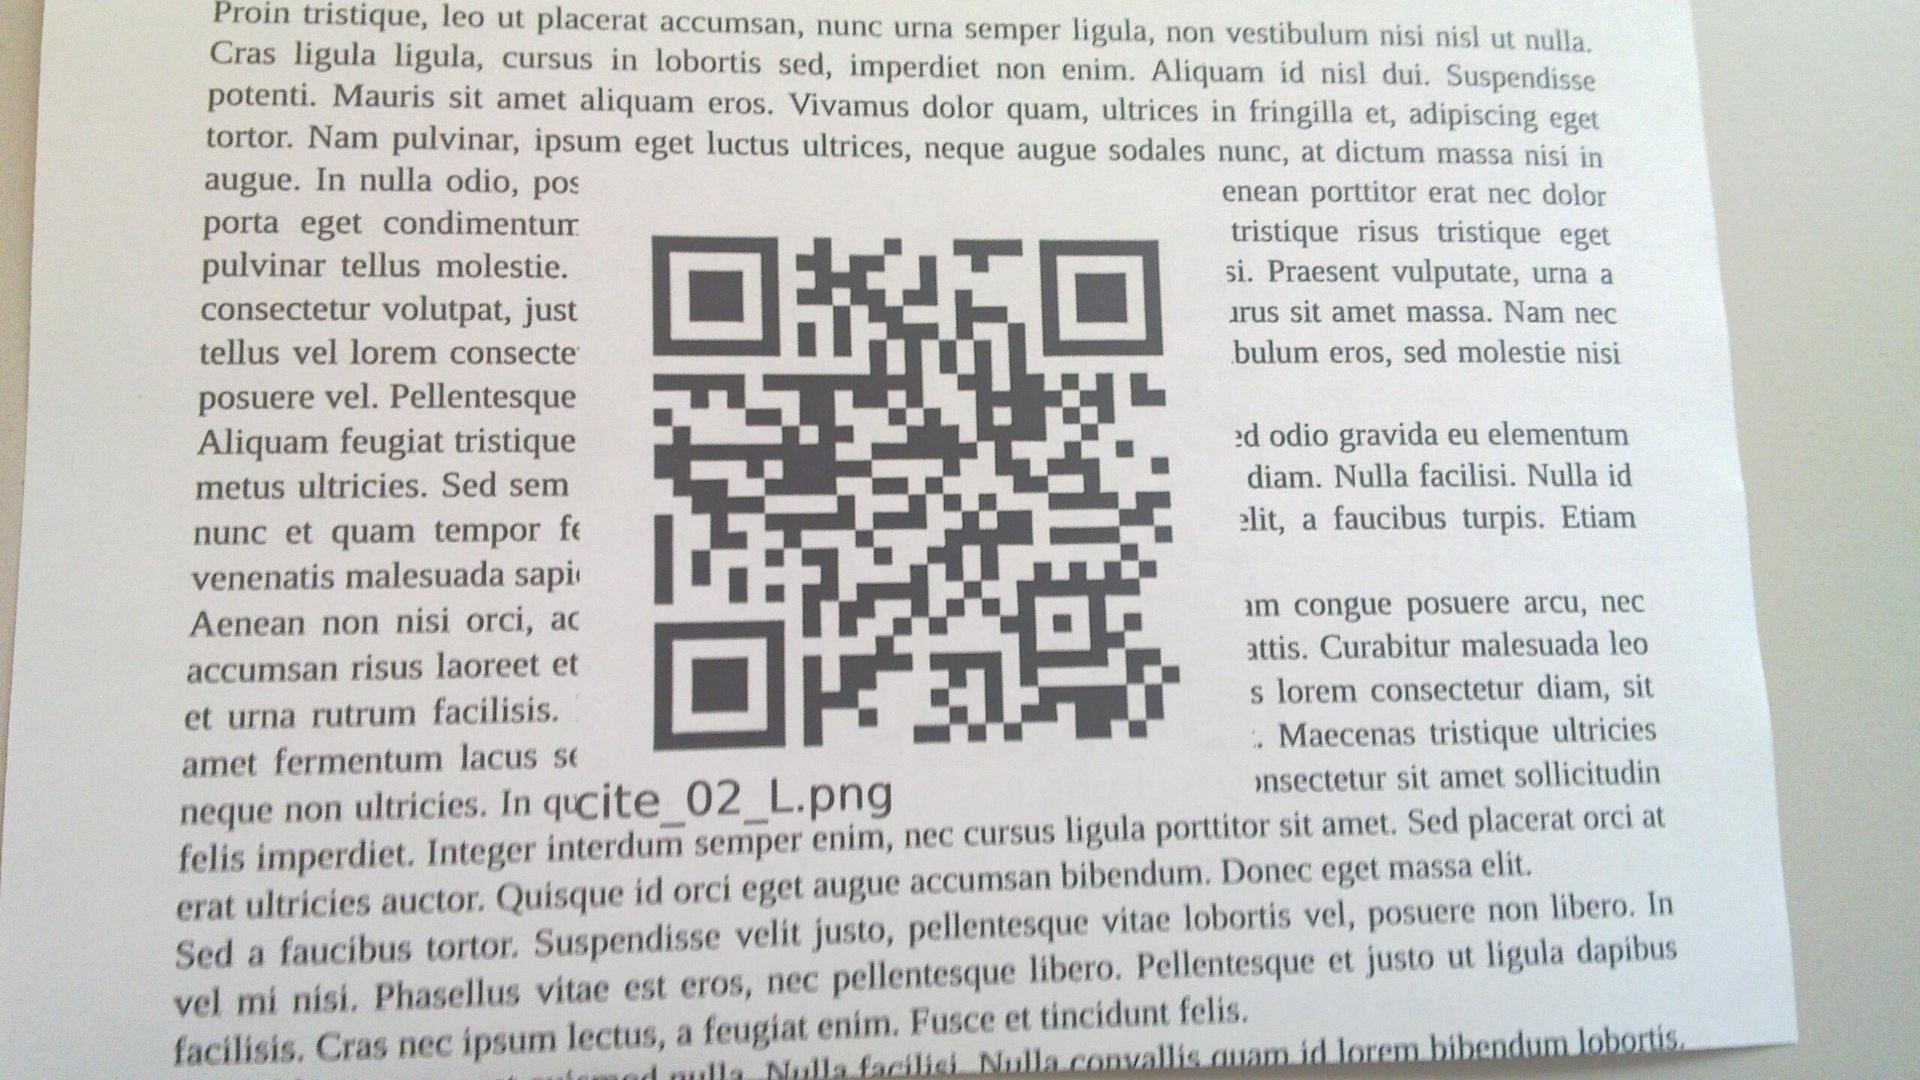 Proin tristique, leo ut placerat accumsan, nunc urna semper ligula, non vestibulum nisi nisl ut nulla.
Cras ligula ligula, cursus in lobortis sed, imperdiet non enim. Aliquam id nisl dui. Suspendisse
potenti. Mauris sit amet aliquam eros. Vivamus dolor quam, ultrices in fringilla et, adipiscing eget
tortor. Nam pulvinar, ipsum eget luctus ultrices, neque augue sodales nunc, at dictum massa nisi in
augue. In nulla odio, pos enean porttitor erat nec dolor
porta eget condimentum tristique risus tristique eget
pulvinar tellus molestie. si. Praesent vulputate, urna a
consectetur volutpat, just urus sit amet massa. Nam nec
tellus vel lorem consecte bulum eros, sed molestie nisi
posuere vel. Pellentesque
Aliquam feugiat tristique ed odio gravida eu elementum
metus ultricies. Sed sem diam. Nulla facilisi. Nulla id
nunc et quam tempor fe elit, a faucibus turpis. Etiam
venenatis malesuada sapi
Aenean non nisi orci, ac am congue posuere arcu, nec
accumsan risus laoreet et attis. Curabitur malesuada leo
et urna rutrum facilisis. s lorem consectetur diam, sit
amet fermentum lacus se . Maecenas tristique ultricies
neque non ultricies. In qu onsectetur sit amet sollicitudin
cite_02_L.png
felis imperdiet. Integer interdum semper enim, nec cursus ligula porttitor sit amet. Sed placerat orci at
erat ultricies auctor. Quisque id orci eget augue accumsan bibendum. Donec eget massa elit.
Sed a faucibus tortor. Suspendisse velit justo, pellentesque vitae lobortis vel, posuere non libero. In
vel mi nisi. Phasellus vitae est eros, nec pellentesque libero. Pellentesque et justo ut ligula dapibus
facilisis. Cras nec ipsum lectus, a feugiat enim. Fusce et tincidunt felis.
nulla. Nulla facilisi. Nulla convallis quam id lorem bibendum lobortis.